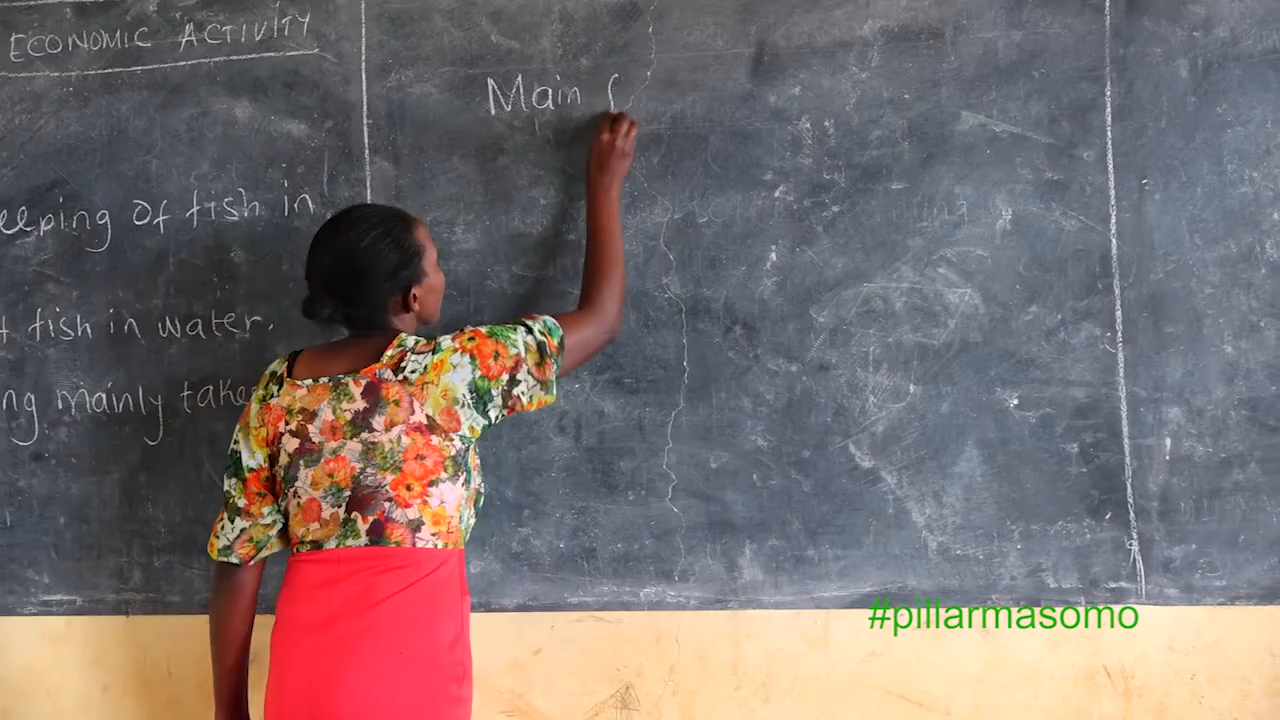 ECONOMIC ACTIVITY
eeping of fish in
fish in water.
ng mainly take
Main
#pillarmasomo